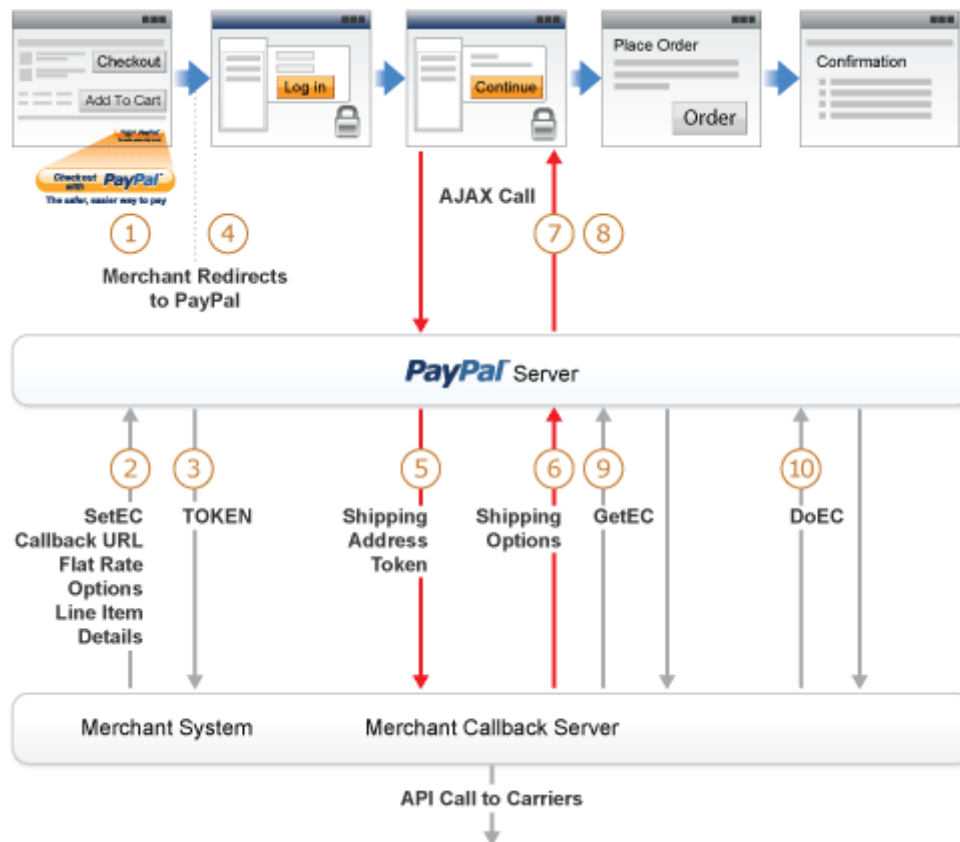 Checkout
Add To Cart
Log in
Continue
Place Order
Order
Confirmation
Checkout
with
PayPal
The safer, easier way to pay
AJAX Call
1
4
7
8
Merchant Redirects
to PayPal
PayPal Server
2
3
5
6
9
10
SetEC
Callback URL
Flat Rate
Options
Line Item
Details
TOKEN
Shipping
Address
Token
Shipping
Options
GetEC
DoEC
Merchant System
Merchant Callback Server
API Call to Carriers